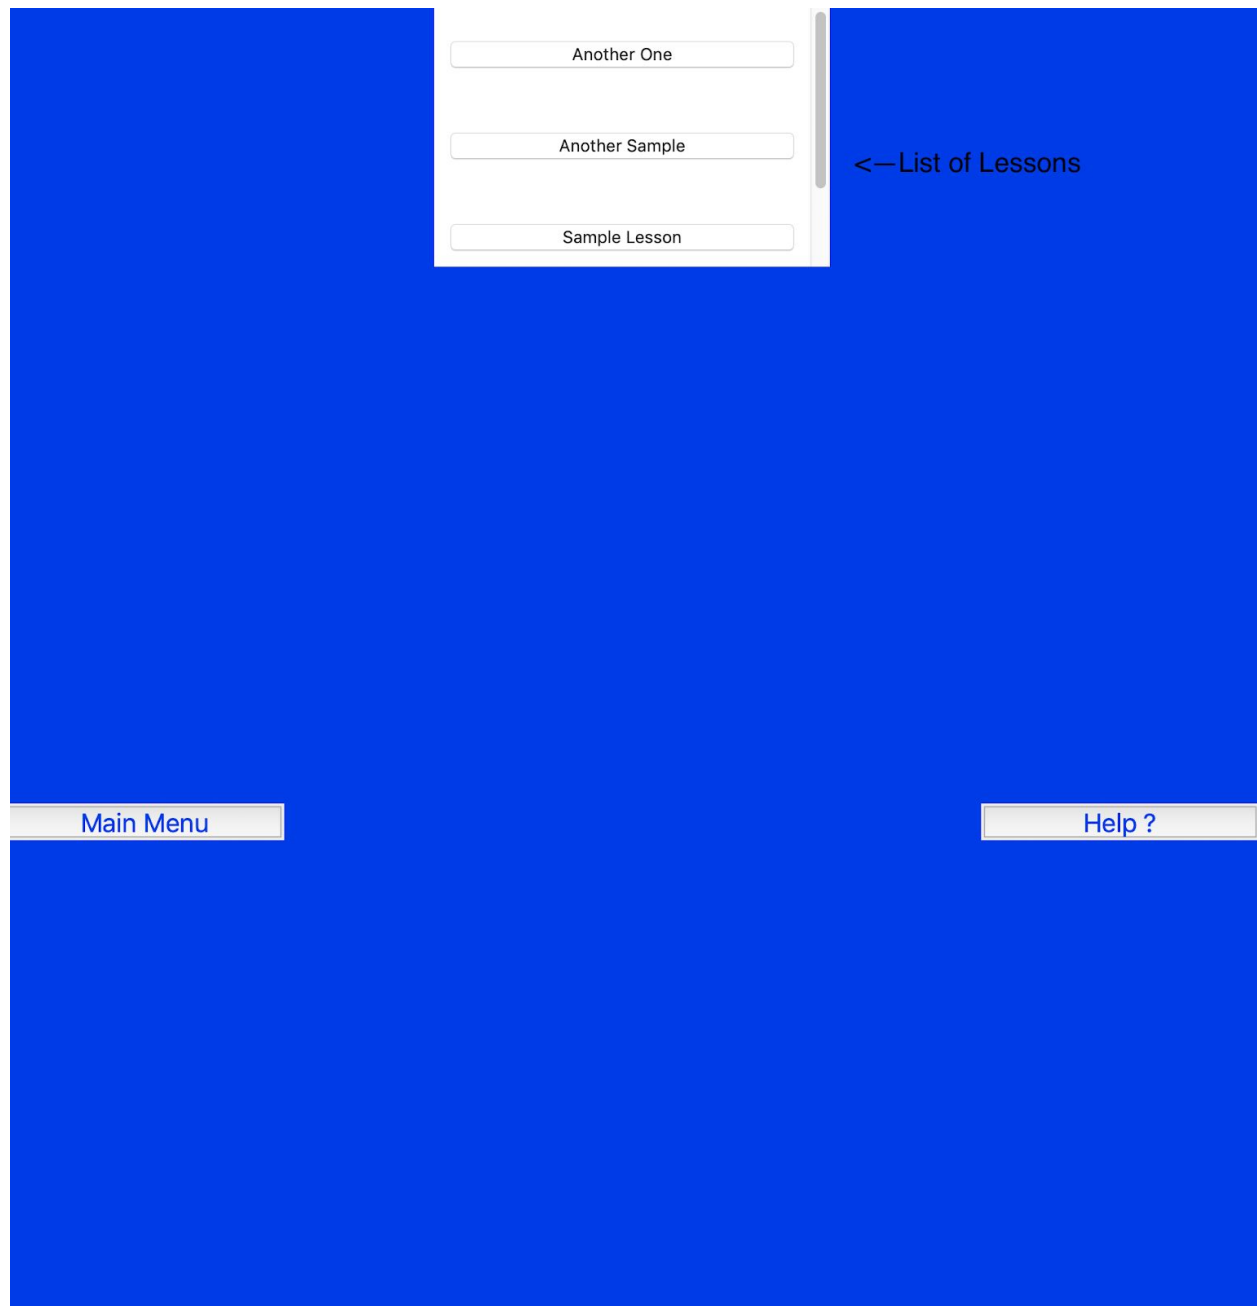 Another One
Another Sample
<—List of Lessons
Sample Lesson
Main Menu
Help ?